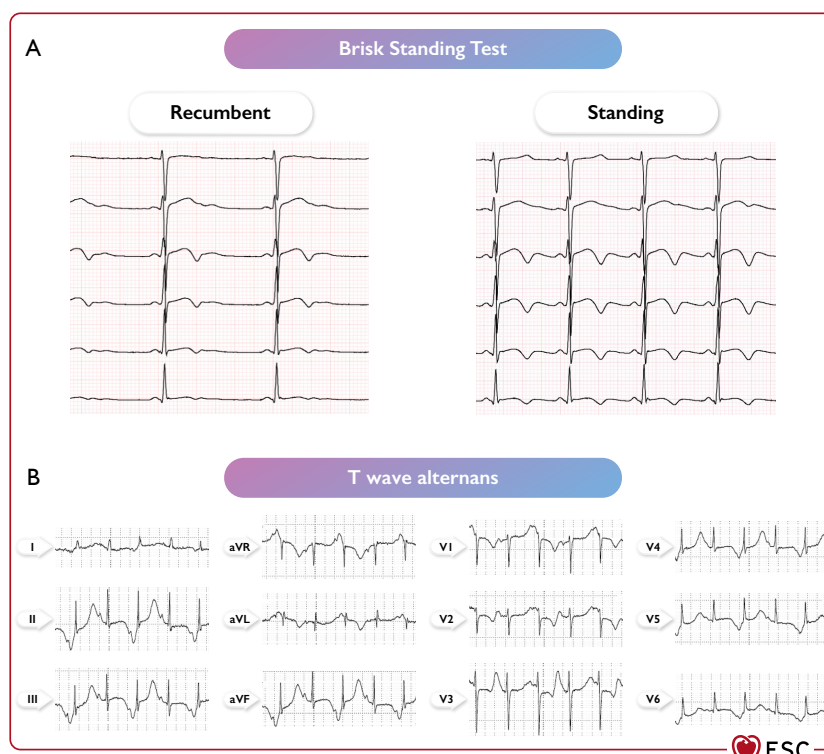 A
Brisk Standing Test
Recumbent
Standing
B
T wave alternans
I
aVR
V1
V4
II
aVL
V2
V5
III
aVF
V3
V6
ESC